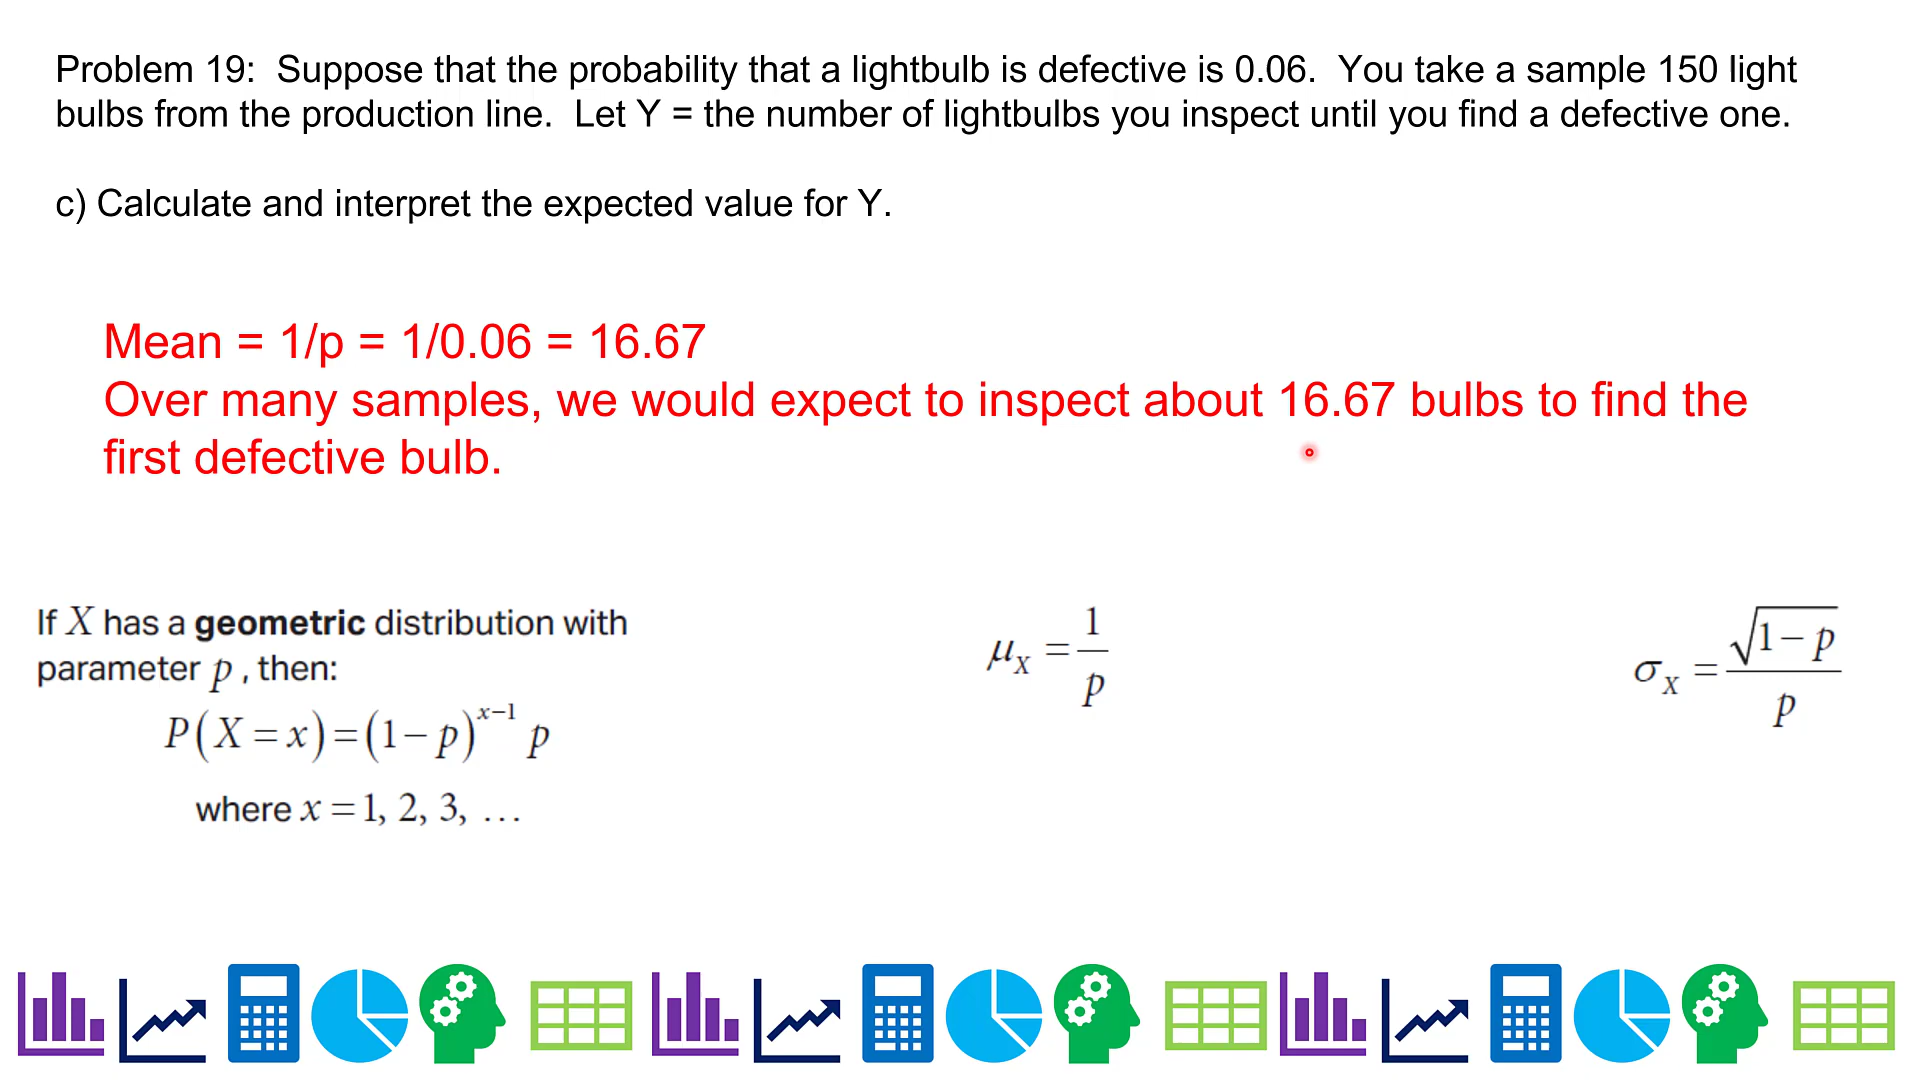 Problem 19:  Suppose that the probability that a lightbulb is defective is 0.06.  You take a sample 150 light
bulbs from the production line.  Let Y = the number of lightbulbs you inspect until you find a defective one.
c) Calculate and interpret the expected value for Y.
Mean = 1/p = 1/0.06 = 16.67
Over many samples, we would expect to inspect about 16.67 bulbs to find the
first defective bulb.
If X has a geometric distribution with
parameter p , then:
P(X = x) = (1 − p)^{x−1} p
where x = 1, 2, 3, …
μ_X = 1/p
σ_X = √(1 − p)/p